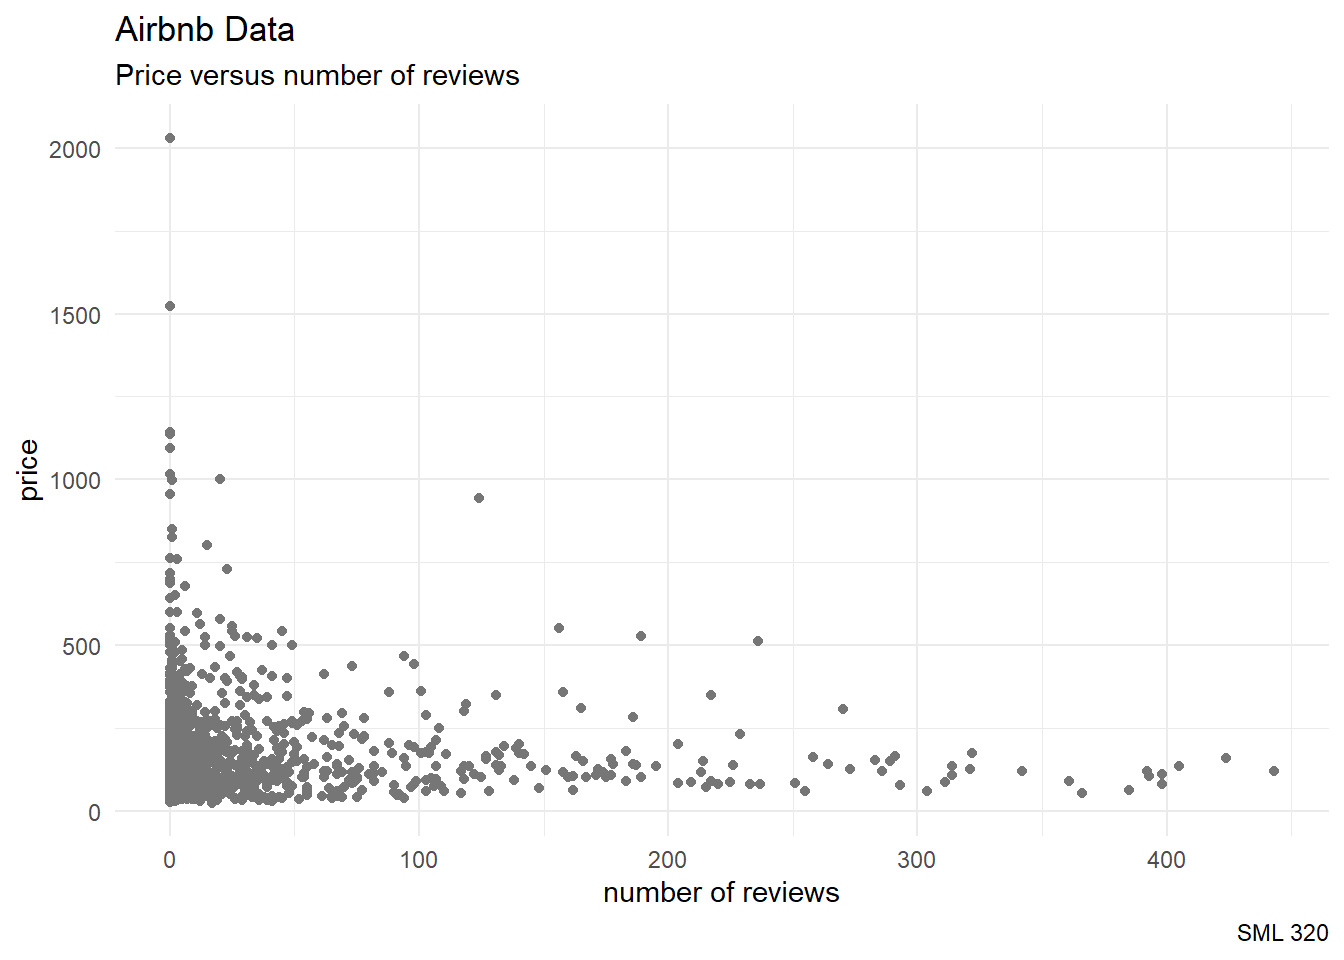 Airbnb Data
Price versus number of reviews
2000
1500
1000
500
0
price
0 100 200 300 400
number of reviews
SML 320